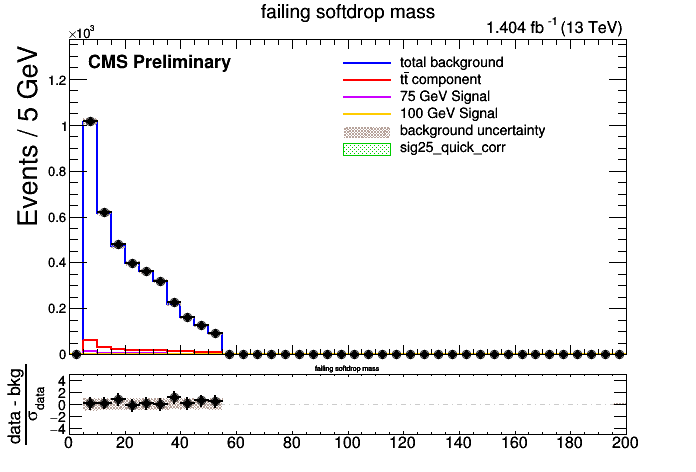 failing softdrop mass
×10³
1.404 fb⁻¹ (13 TeV)
CMS Preliminary
Events / 5 GeV
1.2
1
0.8
0.6
0.4
0.2
0
total background
tt̄ component
75 GeV Signal
100 GeV Signal
background uncertainty
sig25_quick_corr
failing softdrop mass
data - bkg
σ data
4
2
0
−2
−4
0 20 40 60 80 100 120 140 160 180 200